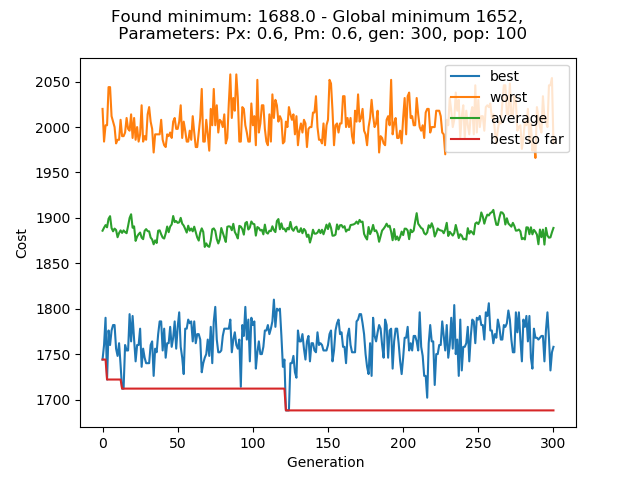 Found minimum: 1688.0 - Global minimum 1652,
Parameters: Px: 0.6, Pm: 0.6, gen: 300, pop: 100
2050
2000
1950
1900
1850
1800
1750
1700
Cost
best
worst
average
best so far
0
50
100
150
200
250
300
Generation